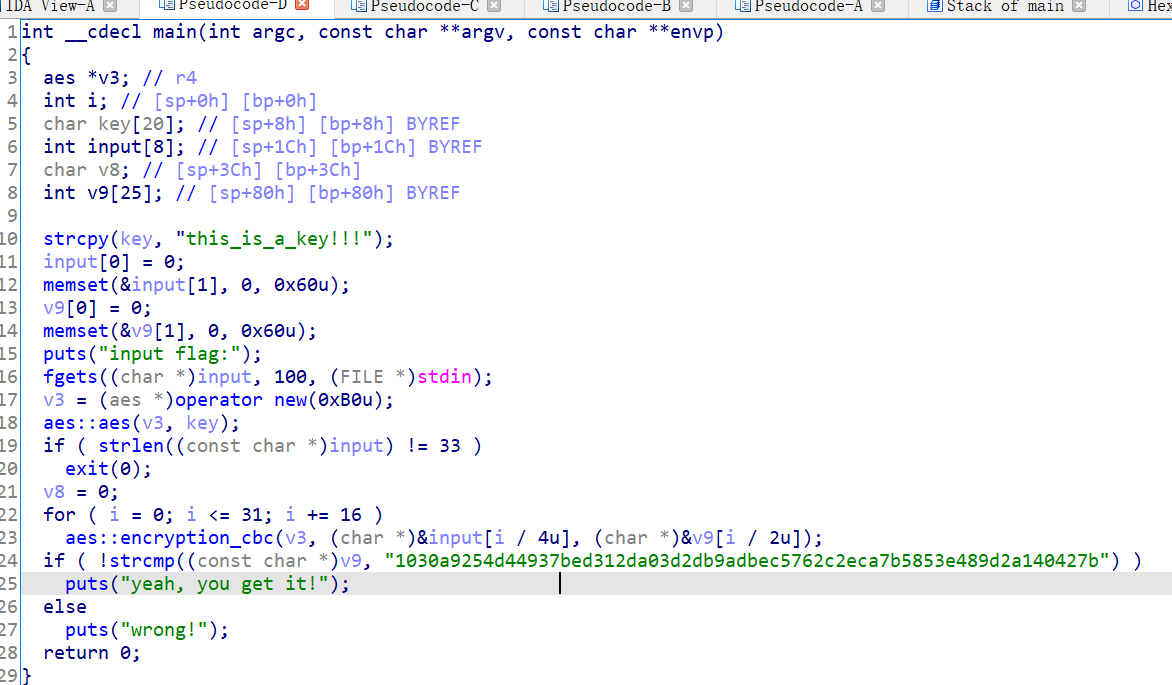 IDA View-A Pseudocode-D Pseudocode-C Pseudocode-B Pseudocode-A Stack of main Hex
1 int __cdecl main(int argc, const char **argv, const char **envp)
2 {
3   aes *v3; // r4
4   int i; // [sp+0h] [bp+0h]
5   char key[20]; // [sp+8h] [bp+8h] BYREF
6   int input[8]; // [sp+1Ch] [bp+1Ch] BYREF
7   char v8; // [sp+3Ch] [bp+3Ch]
8   int v9[25]; // [sp+80h] [bp+80h] BYREF
9
10   strcpy(key, "this_is_a_key!!!");
11   input[0] = 0;
12   memset(&input[1], 0, 0x60u);
13   v9[0] = 0;
14   memset(&v9[1], 0, 0x60u);
15   puts("input flag:");
16   fgets((char *)input, 100, (FILE *)stdin);
17   v3 = (aes *)operator new(0xB0u);
18   aes::aes(v3, key);
19   if ( strlen((const char *)input) != 33 )
20     exit(0);
21   v8 = 0;
22   for ( i = 0; i <= 31; i += 16 )
23     aes::encryption_cbc(v3, (char *)&input[i / 4u], (char *)&v9[i / 2u]);
24   if ( !strcmp((const char *)v9, "1030a9254d44937bed312da03d2db9adbec5762c2eca7b5853e489d2a140427b") )
25     puts("yeah, you get it!");
26   else
27     puts("wrong!");
28   return 0;
29 }